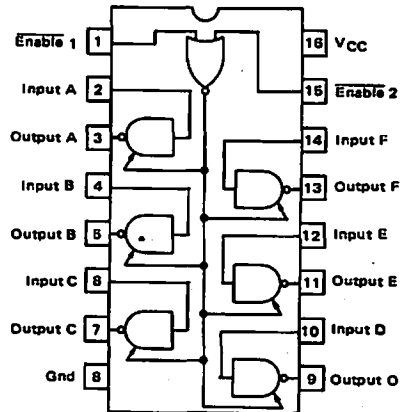 Enable 1 1
16 VCC
Input A 2
15 Enable 2
Output A 3
14 Input F
Input B 4
13 Output F
Output B 5
12 Input E
Input C 6
11 Output E
Output C 7
10 Input D
Gnd 8
9 Output O